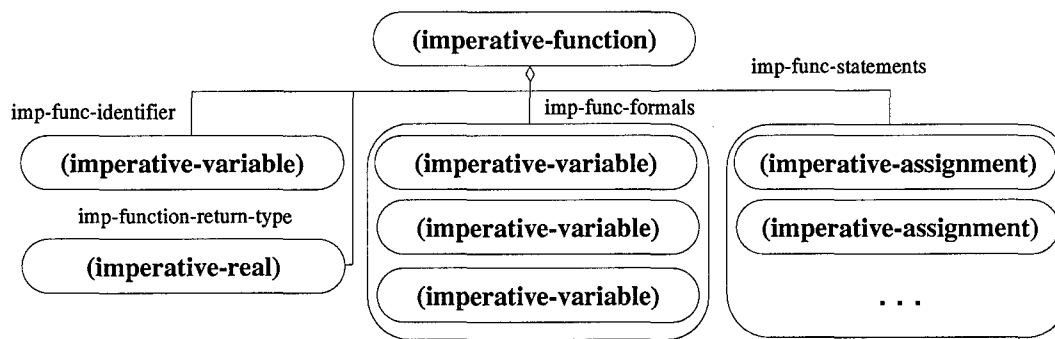 (imperative-function)
imp-func-statements
imp-func-identifier
imp-func-formals
(imperative-variable)
(imperative-variable)
(imperative-assignment)
imp-function-return-type
(imperative-variable)
(imperative-assignment)
(imperative-real)
(imperative-variable)
. . .